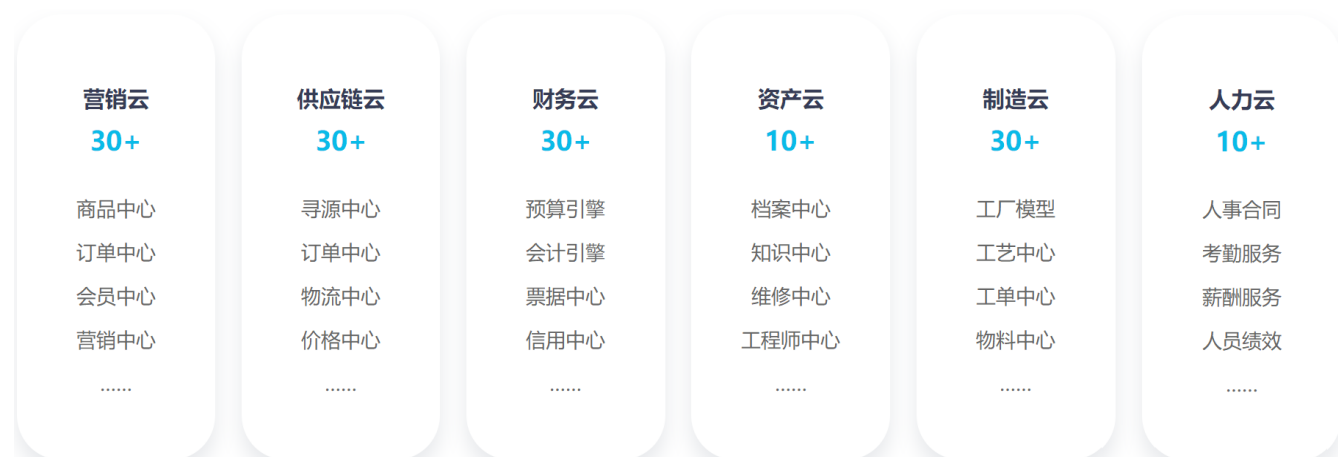 营销云
30+
商品中心
订单中心
会员中心
营销中心
......
供应链云
30+
寻源中心
订单中心
物流中心
价格中心
......
财务云
30+
预算引擎
会计引擎
票据中心
信用中心
......
资产云
10+
档案中心
知识中心
维修中心
工程师中心
......
制造云
30+
工厂模型
工艺中心
工单中心
物料中心
......
人力云
10+
人事合同
考勤服务
薪酬服务
人员绩效
......